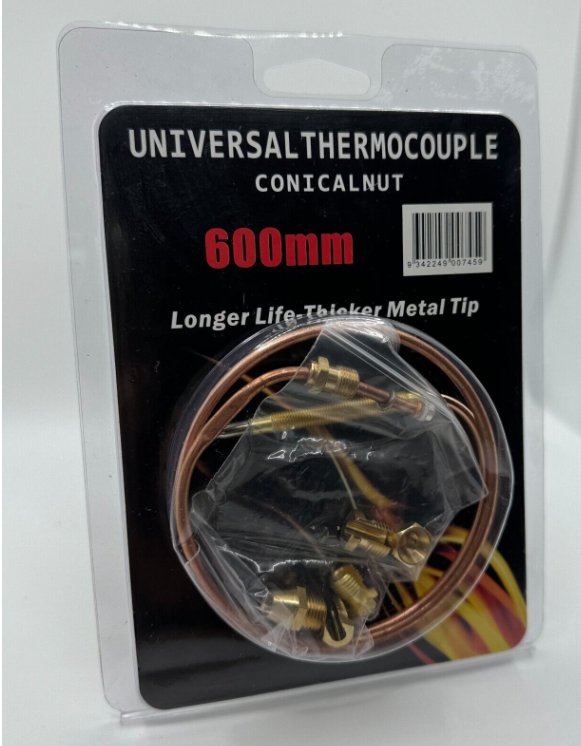 UNIVERSALTHERMOCOUPLE
CONICALNUT
600mm
9 342249 007459
Longer Life-Thicker Metal Tip